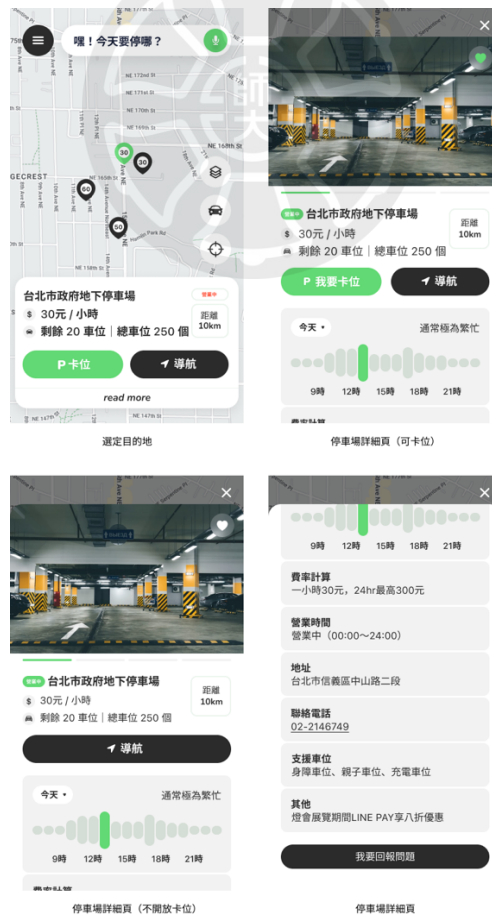 嘿！今天要停哪？
NE 172nd St
NE 171st St
NE 170th St
NE 169th St
NE 168th St
30
30
NE 165th St
GECREST
60
50
NE 158th St
台北市政府地下停車場
營業中
30元 / 小時
剩餘 20 車位｜總車位 250 個
距離
10km
P 卡位
導航
read more
NE 147th St
NE 147th St
選定目的地
營業中 台北市政府地下停車場
30元 / 小時
剩餘 20 車位｜總車位 250 個
距離
10km
P 我要卡位
導航
今天
通常極為繁忙
9時 12時 15時 18時 21時
費率計算
停車場詳細頁（可卡位）
營業中 台北市政府地下停車場
30元 / 小時
剩餘 20 車位｜總車位 250 個
距離
10km
導航
今天
通常極為繁忙
9時 12時 15時 18時 21時
費率計算
停車場詳細頁（不開放卡位）
9時 12時 15時 18時 21時
費率計算
一小時30元，24hr最高300元
營業時間
營業中（00:00～24:00）
地址
台北市信義區中山路二段
聯絡電話
02-2146749
支援車位
身障車位、親子車位、充電車位
其他
燈會展覽期間LINE PAY享八折優惠
我要回報問題
停車場詳細頁